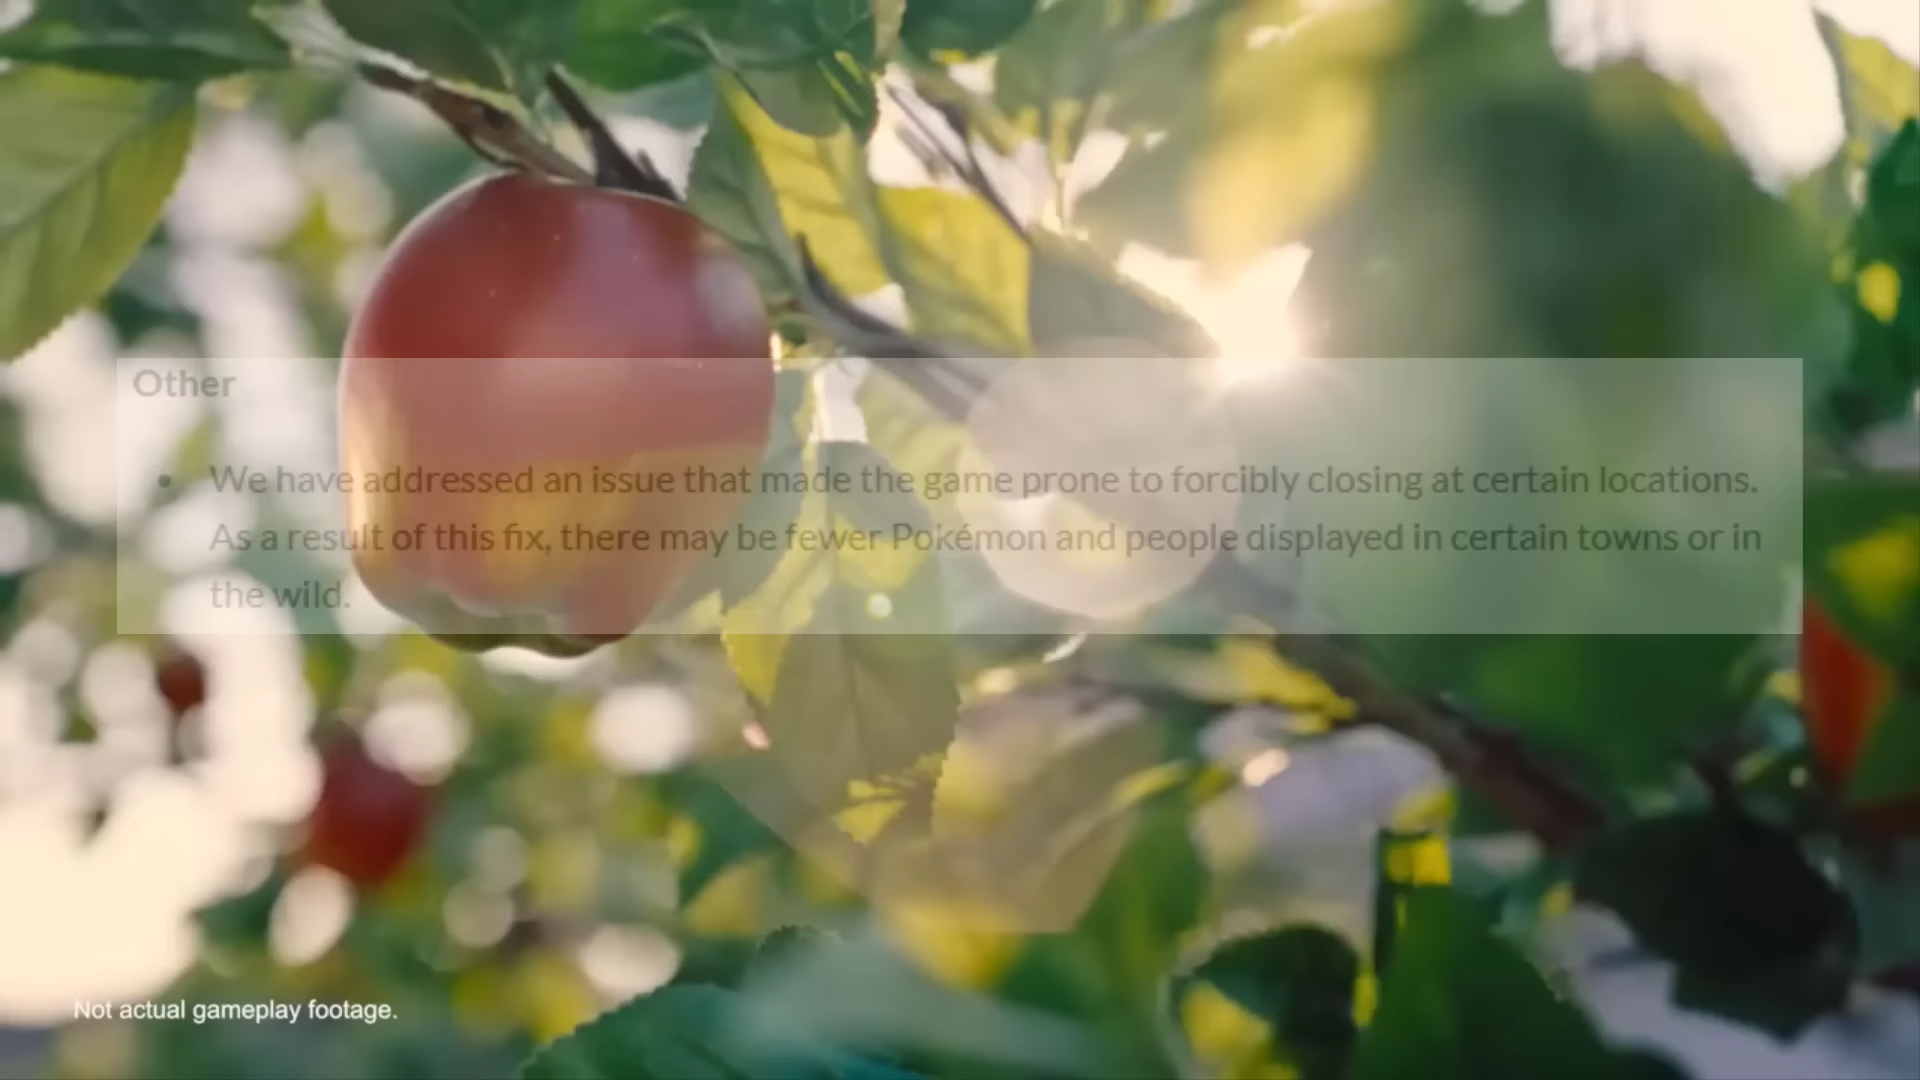 Other
• We have addressed an issue that made the game prone to forcibly closing at certain locations.
As a result of this fix, there may be fewer Pokémon and people displayed in certain towns or in
the wild.
Not actual gameplay footage.